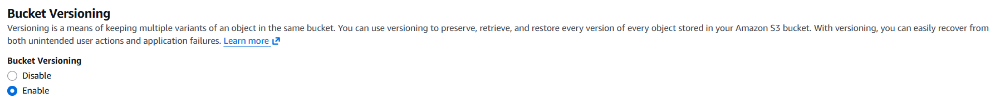 Bucket Versioning
Versioning is a means of keeping multiple variants of an object in the same bucket. You can use versioning to preserve, retrieve, and restore every version of every object stored in your Amazon S3 bucket. With versioning, you can easily recover from
both unintended user actions and application failures. Learn more
Bucket Versioning
Disable
Enable